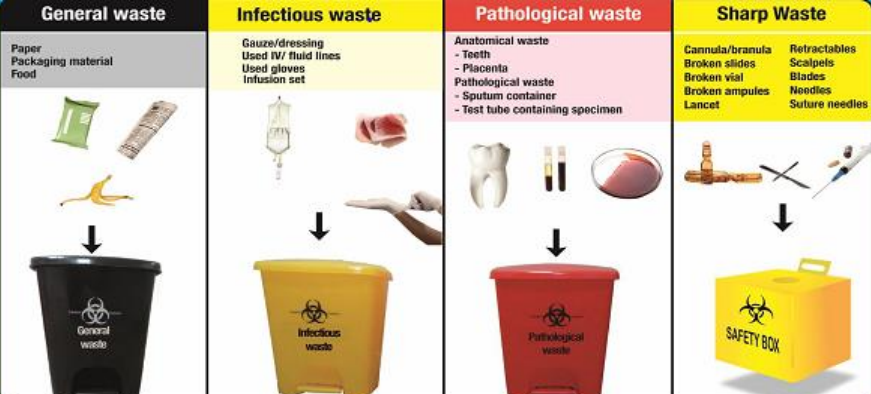 General waste
Paper
Packaging material
Food
General
waste
Infectious waste
Gauze/dressing
Used IV/ fluid lines
Used gloves
Infusion set
Infectious
waste
Pathological waste
Anatomical waste
- Teeth
- Placenta
Pathological waste
- Sputum container
- Test tube containing specimen
Pathological
waste
Sharp Waste
Cannula/branula
Broken slides
Broken vial
Broken ampules
Lancet
Retractables
Scalpels
Blades
Needles
Suture needles
SAFETY BOX